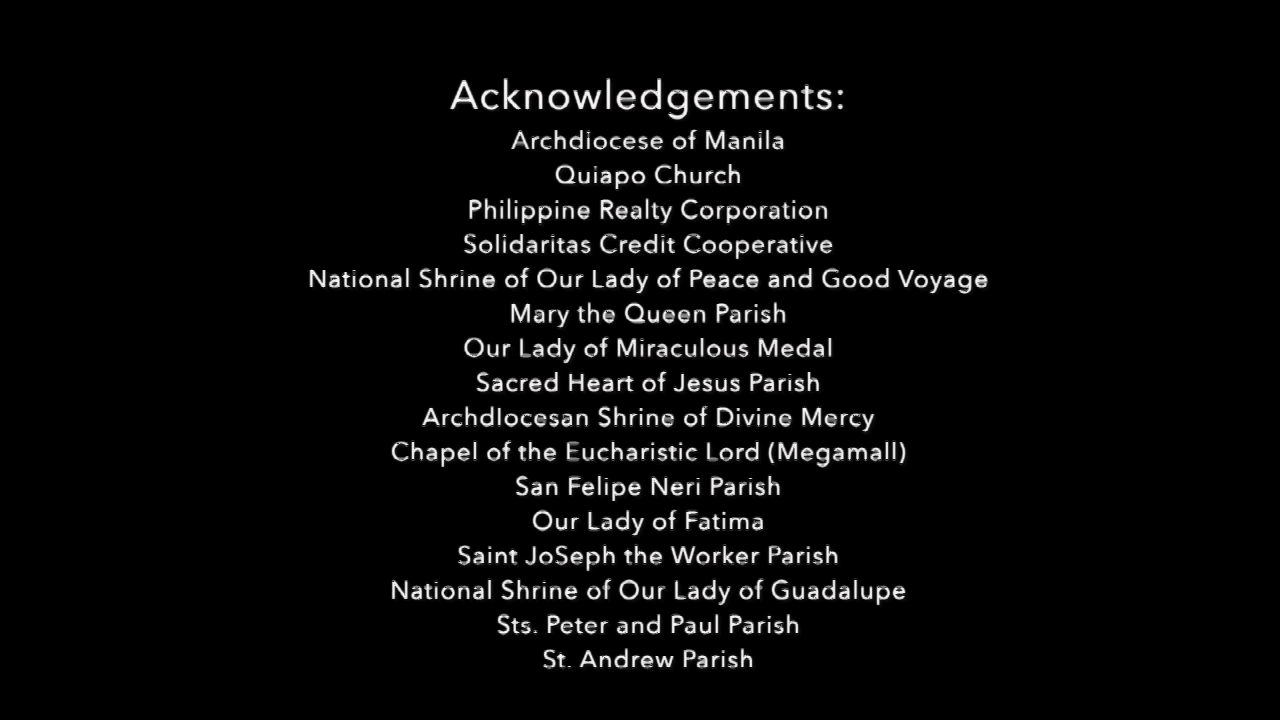 Acknowledgements:
Archdiocese of Manila
Quiapo Church
Philippine Realty Corporation
Solidaritas Credit Cooperative
National Shrine of Our Lady of Peace and Good Voyage
Mary the Queen Parish
Our Lady of Miraculous Medal
Sacred Heart of Jesus Parish
ArchdIocesan Shrine of Divine Mercy
Chapel of the Eucharistic Lord (Megamall)
San Felipe Neri Parish
Our Lady of Fatima
Saint JoSeph the Worker Parish
National Shrine of Our Lady of Guadalupe
Sts. Peter and Paul Parish
St. Andrew Parish